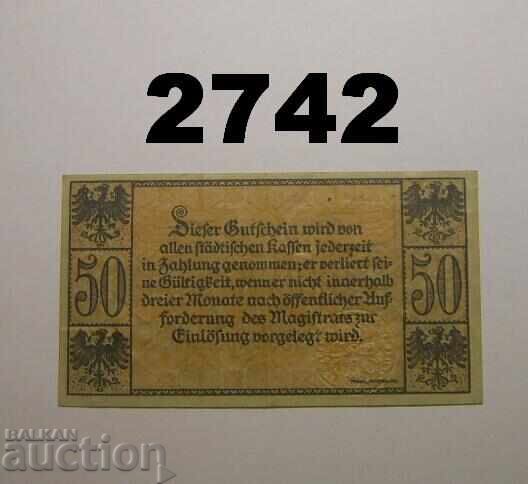 2742
Dieser Gutschein wird von
allen städtischen Kassen jederzeit
in Zahlung genommen; er verliert sei-
ne Gültigkeit, wenn er nicht innerhalb
dreier Monate nach öffentlicher Auf-
forderung des Magistrats zur
Einlösung vorgelegt wird.
50
50
BALKAN
auction